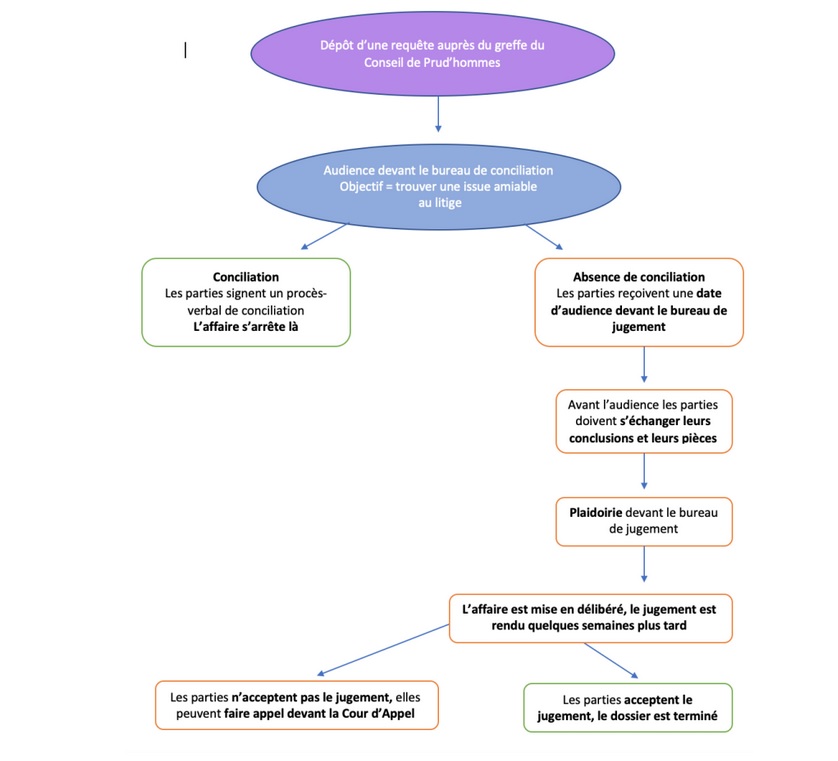 Dépôt d’une requête auprès du greffe du
Conseil de Prud’hommes
Audience devant le bureau de conciliation
Objectif = trouver une issue amiable
au litige
Conciliation
Les parties signent un procès-
verbal de conciliation
L’affaire s’arrête là
Absence de conciliation
Les parties reçoivent une date
d’audience devant le bureau de
jugement
Avant l’audience les parties
doivent s’échanger leurs
conclusions et leurs pièces
Plaidoirie devant le bureau
de jugement
L’affaire est mise en délibéré, le jugement est
rendu quelques semaines plus tard
Les parties n’acceptent pas le jugement, elles
peuvent faire appel devant la Cour d’Appel
Les parties acceptent le
jugement, le dossier est terminé